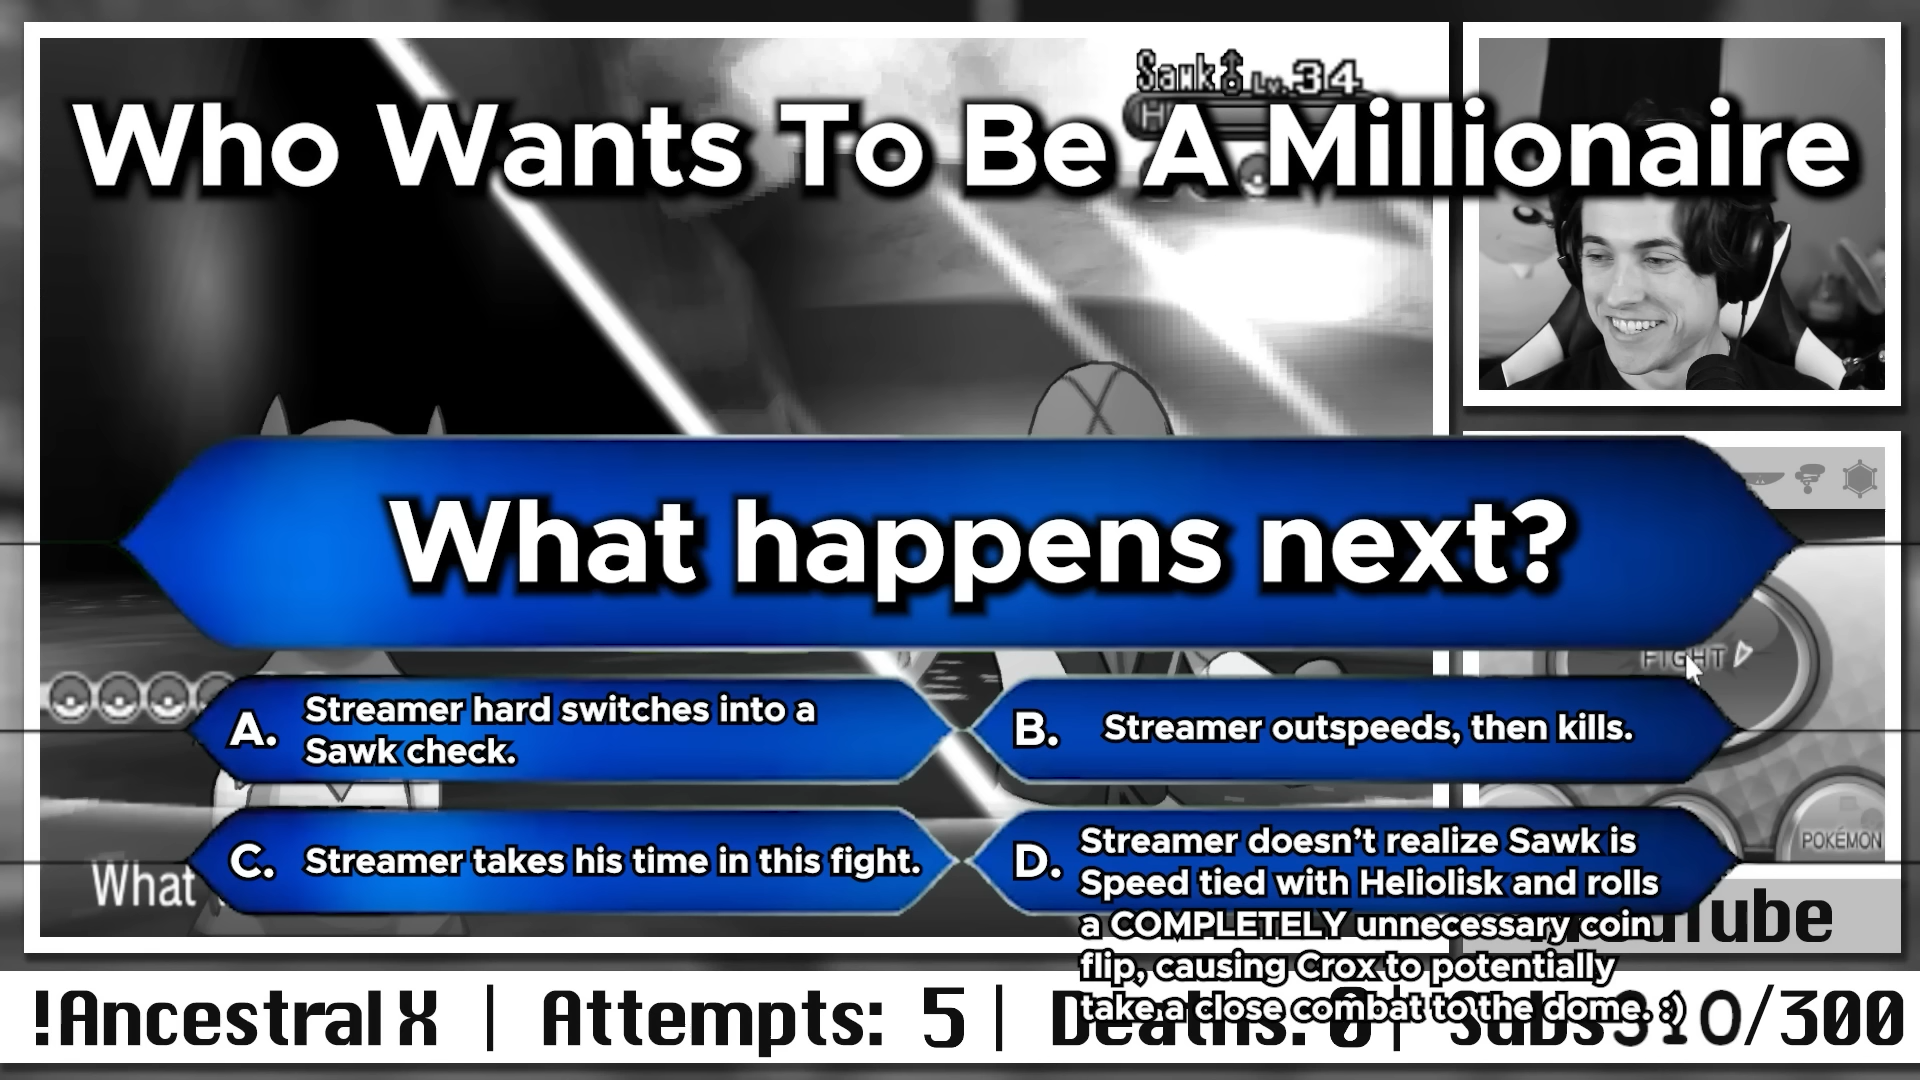 Sawk♂ Lv.34
Who Wants To Be A Millionaire
What happens next?
FIGHT
A. Streamer hard switches into a
Sawk check.
B. Streamer outspeeds, then kills.
C. Streamer takes his time in this fight.
D. Streamer doesn't realize Sawk is
Speed tied with Heliolisk and rolls
a COMPLETELY unnecessary coin
flip, causing Crox to potentially
take a close combat to the dome. :)
POKÉMON
What
!Ancestral X | Attempts: 5 | Deaths: 0 | Subs 310/300